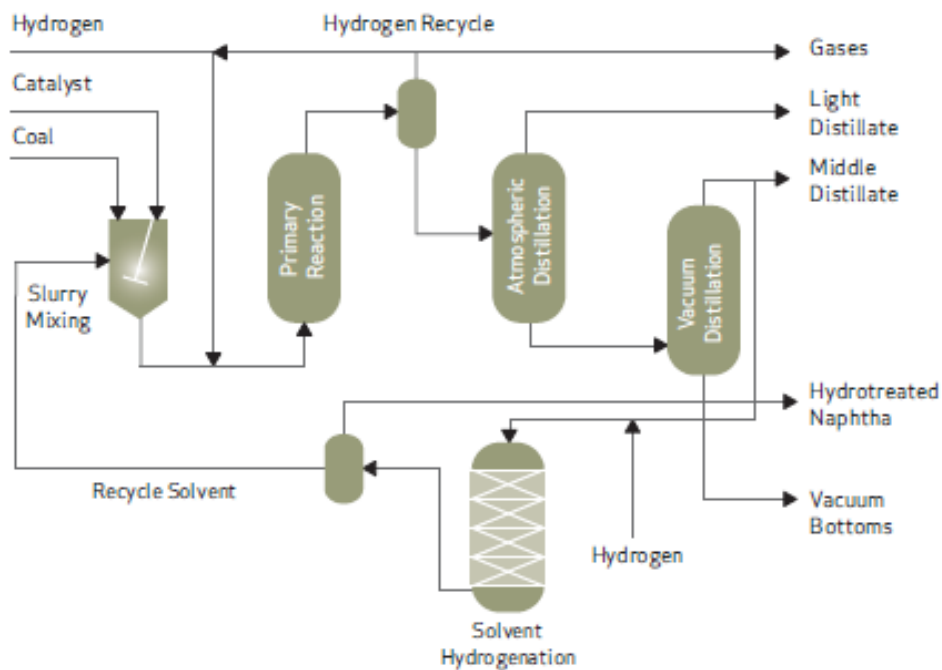 Hydrogen
Hydrogen Recycle
Gases
Catalyst
Light
Distillate
Coal
Middle
Distillate
Primary
Reaction
Atmospheric
Distillation
Vacuum
Distillation
Slurry
Mixing
Hydrotreated
Naphtha
Recycle Solvent
Vacuum
Bottoms
Hydrogen
Solvent
Hydrogenation